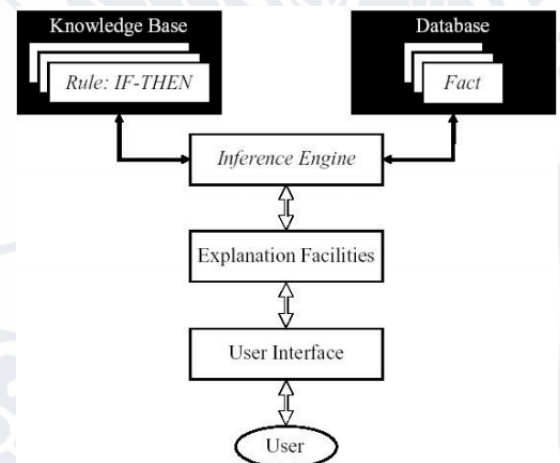 Knowledge Base
Rule: IF-THEN
Database
Fact
Inference Engine
Explanation Facilities
User Interface
User